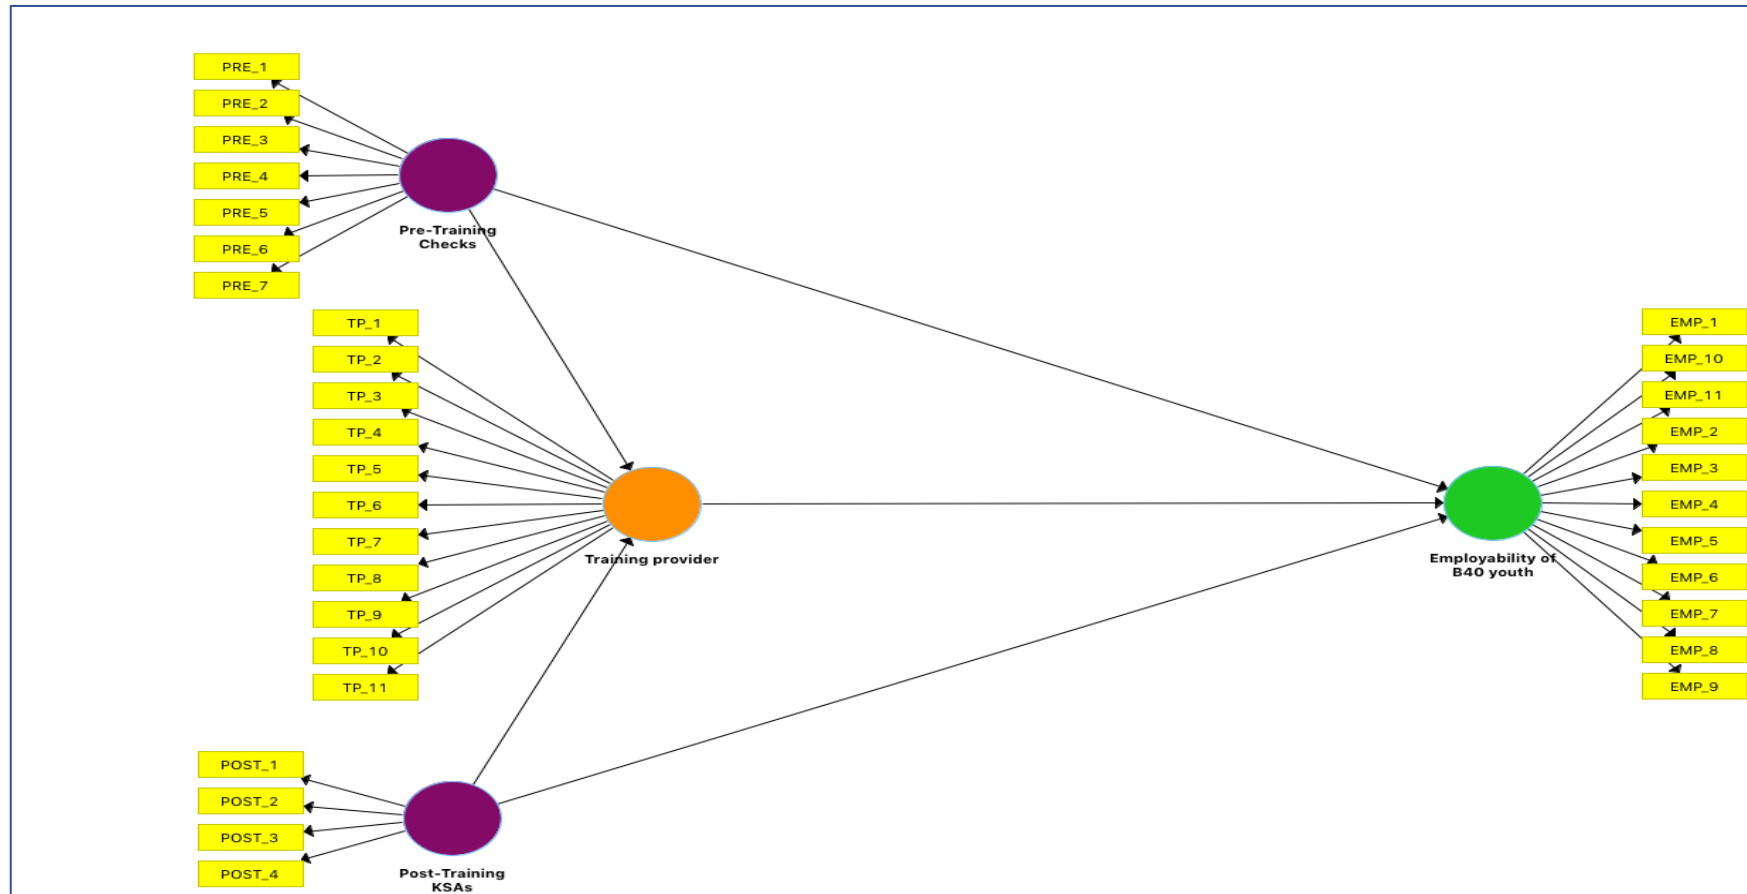 PRE_1
PRE_2
PRE_3
PRE_4
PRE_5
PRE_6
PRE_7
Pre-Training
Checks
TP_1
TP_2
TP_3
TP_4
TP_5
TP_6
TP_7
TP_8
TP_9
TP_10
TP_11
Training provider
EMP_1
EMP_10
EMP_11
EMP_2
EMP_3
EMP_4
EMP_5
EMP_6
EMP_7
EMP_8
EMP_9
Employability of
B40 youth
POST_1
POST_2
POST_3
POST_4
Post-Training
KSAs